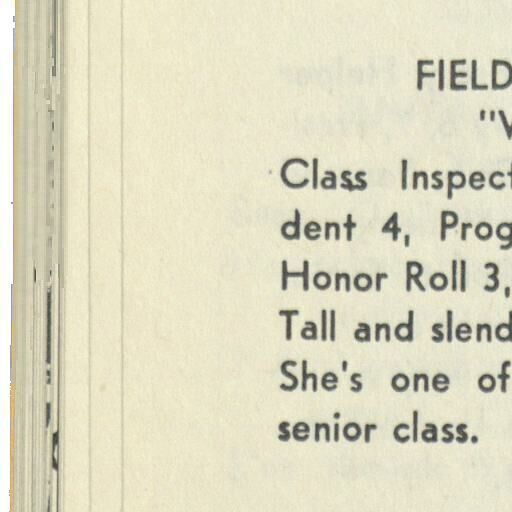 FIELD
"V
Class Inspect
dent 4, Prog
Honor Roll 3,
Tall and slend
She's one of
senior class.